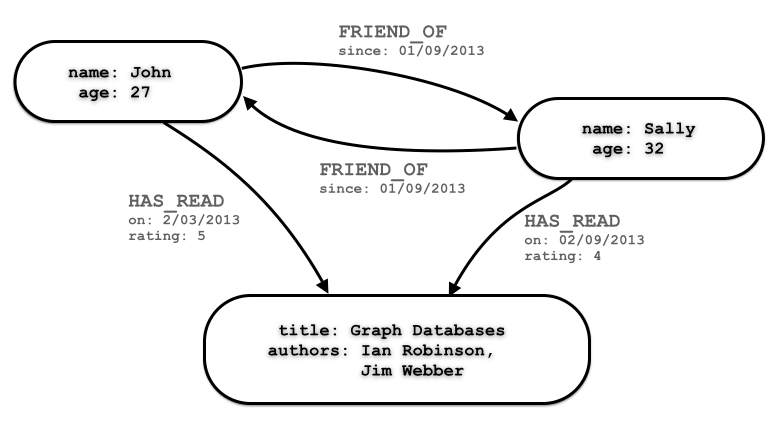 FRIEND_OF
since: 01/09/2013
name: John
age: 27
name: Sally
age: 32
FRIEND_OF
since: 01/09/2013
HAS_READ
on: 2/03/2013
rating: 5
HAS_READ
on: 02/09/2013
rating: 4
title: Graph Databases
authors: Ian Robinson,
Jim Webber